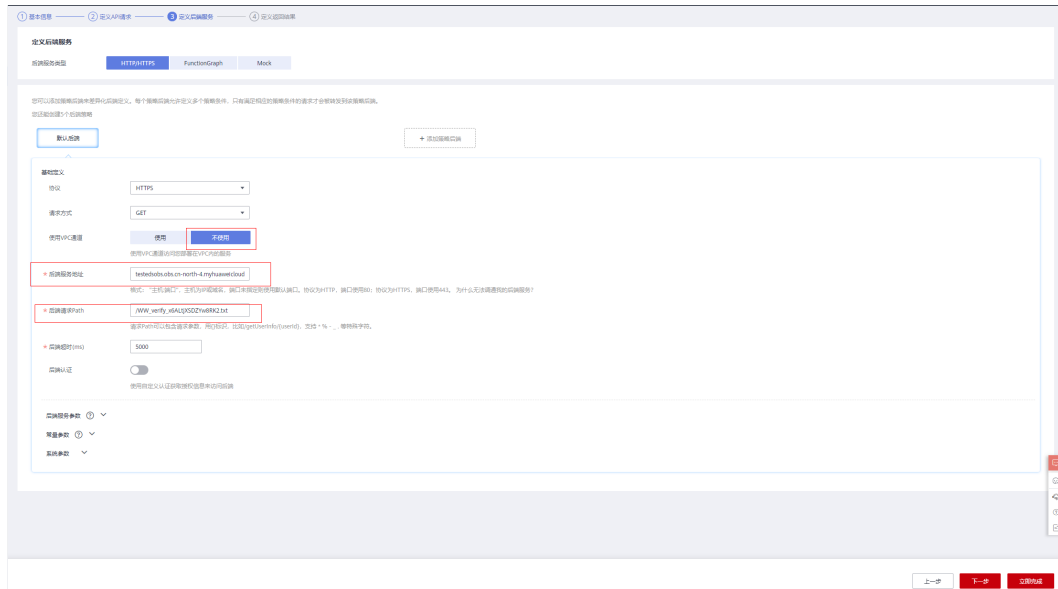 1 基本信息 2 定义API请求 3 定义后端服务 4 定义返回结果
定义后端服务
后端服务类型 HTTP/HTTPS FunctionGraph Mock
您可以添加策略后端来差异化后端定义。每个策略后端允许定义多个策略条件，只有满足相应的策略条件的请求才会被转发到该策略后端。
您还能创建5个后端策略
默认后端 + 添加策略后端
基础定义
协议 HTTPS
请求方式 GET
使用VPC通道 使用 不使用
使用VPC通道访问您部署在VPC内的服务
* 后端服务地址 testedsobs.obs.cn-north-4.myhuaweicloud
格式： "主机:端口"，主机为IP或域名，端口未指定则使用默认端口。协议为HTTP，端口使用80；协议为HTTPS，端口使用443。 为什么无法调通我的后端服务?
* 后端请求Path /WW_verify_x6ALtjXSDZYw8RK2.txt
请求Path可以包含请求参数，用{}标识，比如/getUserInfo/{userId}，支持 * % - _ . 等特殊字符。
* 后端超时(ms) 5000
后端认证
使用自定义认证获取授权信息来访问后端
后端服务参数 ?
常量参数 ?
系统参数
上一步 下一步 立即完成